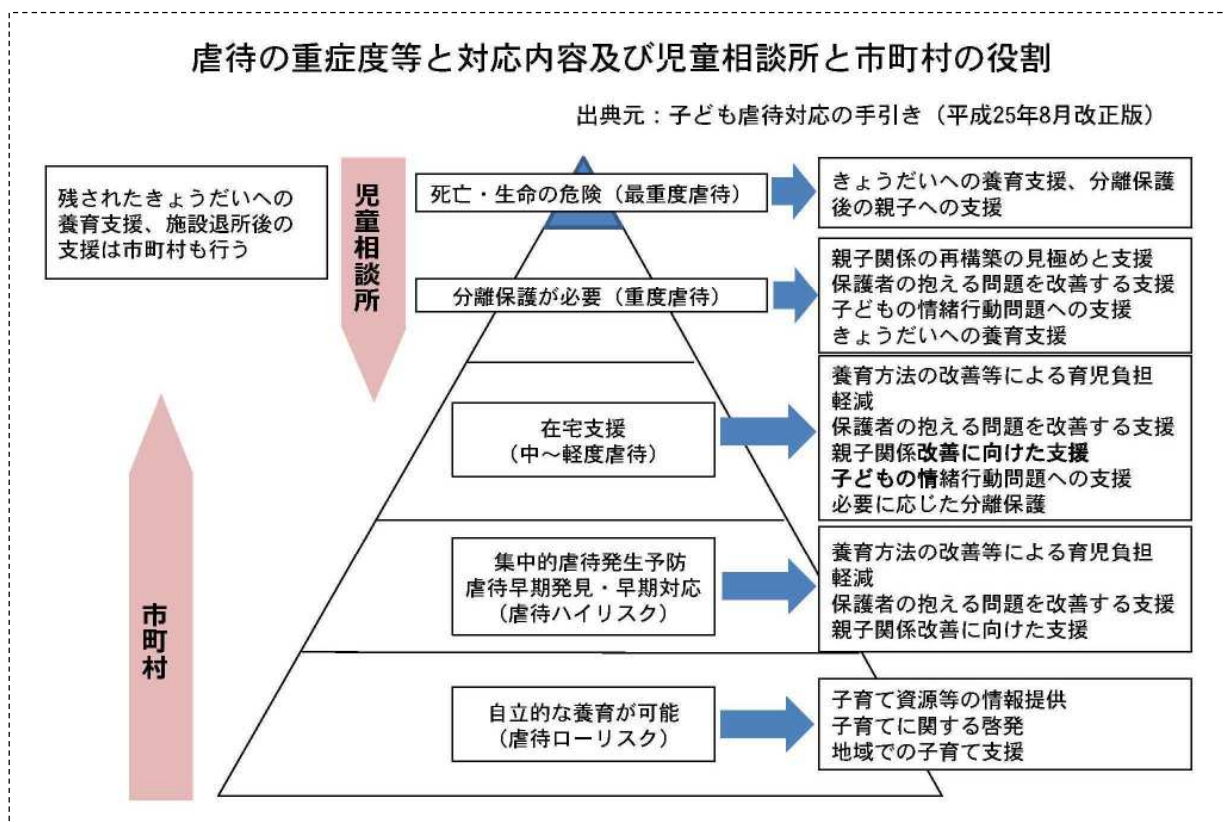 虐待の重症度等と対応内容及び児童相談所と市町村の役割
出典元：子ども虐待対応の手引き（平成25年8月改正版）
残されたきょうだいへの
養育支援、施設退所後の
支援は市町村も行う
児童相談所
市町村
死亡・生命の危険（最重度虐待）
きょうだいへの養育支援、分離保護
後の親子への支援
分離保護が必要（重度虐待）
親子関係の再構築の見極めと支援
保護者の抱える問題を改善する支援
子どもの情緒行動問題への支援
きょうだいへの養育支援
在宅支援
（中～軽度虐待）
養育方法の改善等による育児負担
軽減
保護者の抱える問題を改善する支援
親子関係改善に向けた支援
子どもの情緒行動問題への支援
必要に応じた分離保護
集中的虐待発生予防
虐待早期発見・早期対応
（虐待ハイリスク）
養育方法の改善等による育児負担
軽減
保護者の抱える問題を改善する支援
親子関係改善に向けた支援
自立的な養育が可能
（虐待ローリスク）
子育て資源等の情報提供
子育てに関する啓発
地域での子育て支援